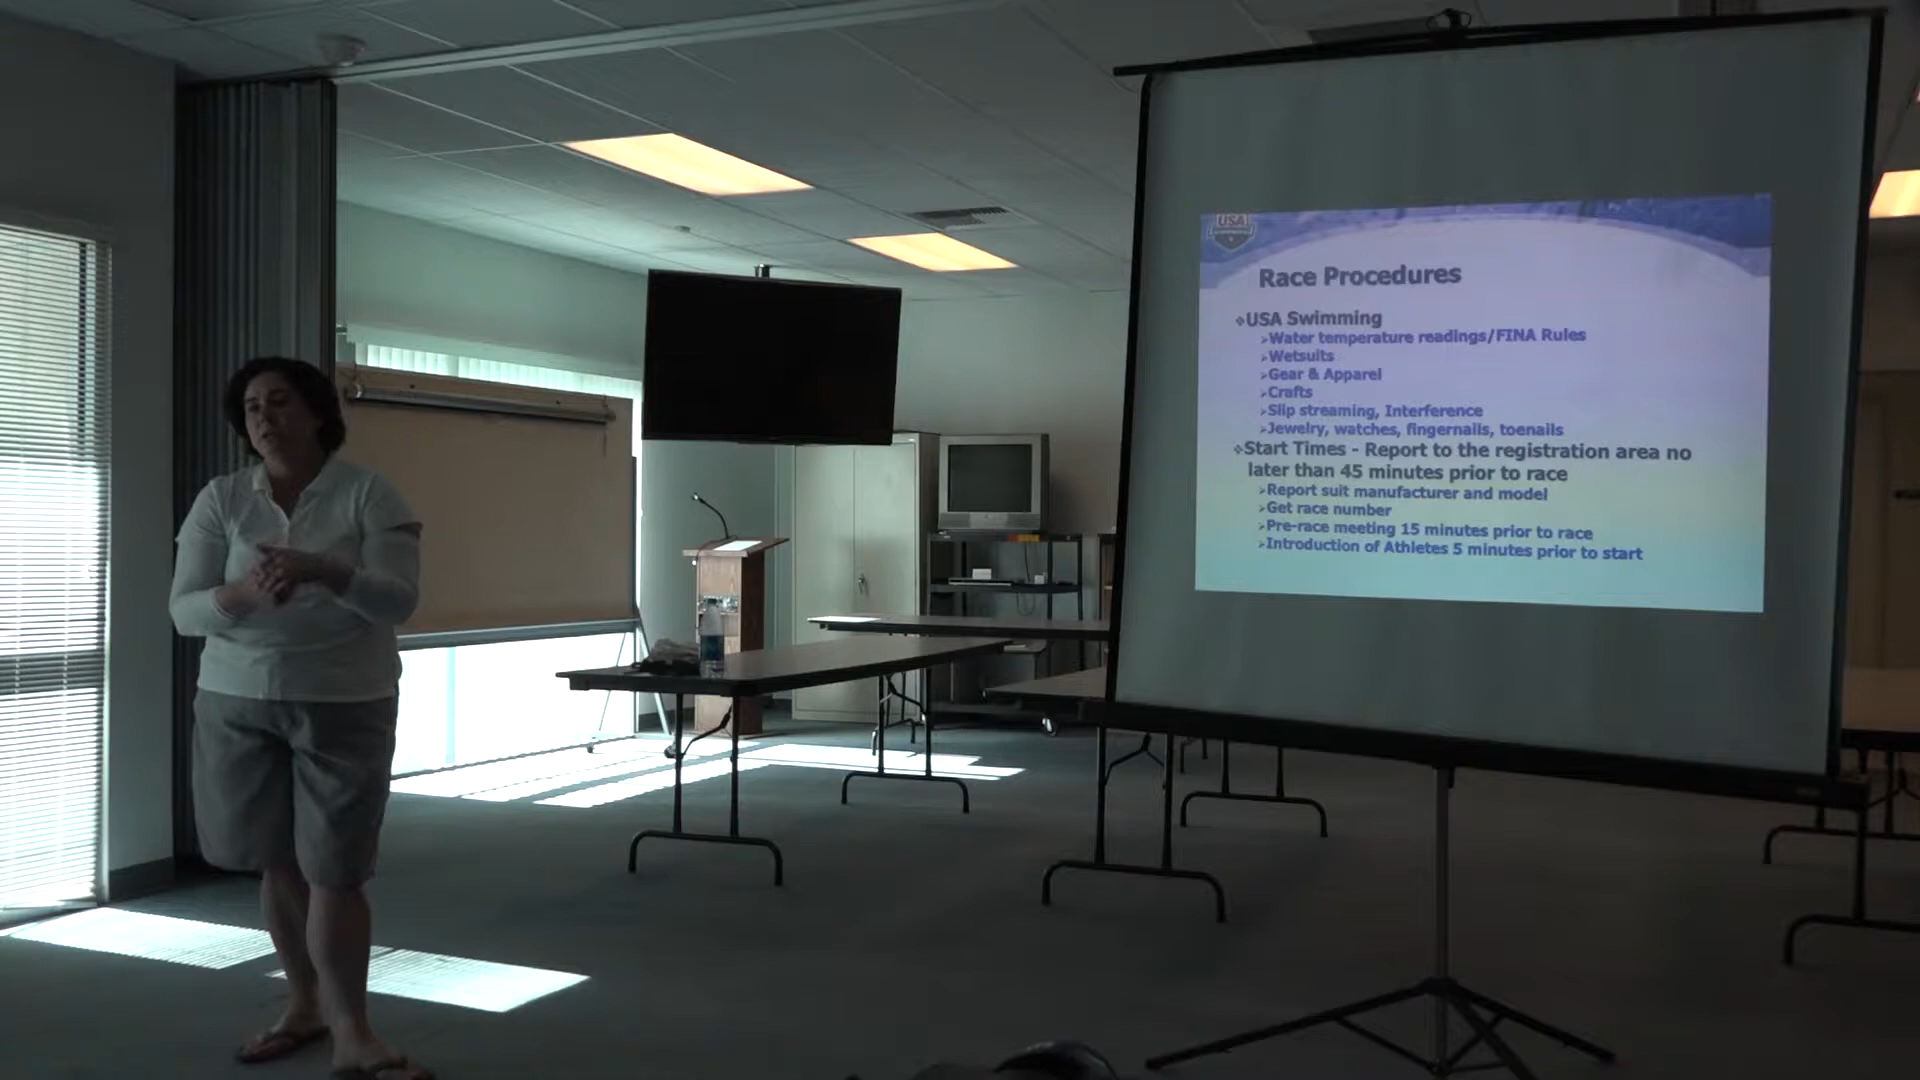 USA
Race Procedures
❖USA Swimming
➢Water temperature readings/FINA Rules
➢Wetsuits
➢Gear & Apparel
➢Crafts
➢Slip streaming, Interference
➢Jewelry, watches, fingernails, toenails
❖Start Times - Report to the registration area no
later than 45 minutes prior to race
➢Report suit manufacturer and model
➢Get race number
➢Pre-race meeting 15 minutes prior to race
➢Introduction of Athletes 5 minutes prior to start